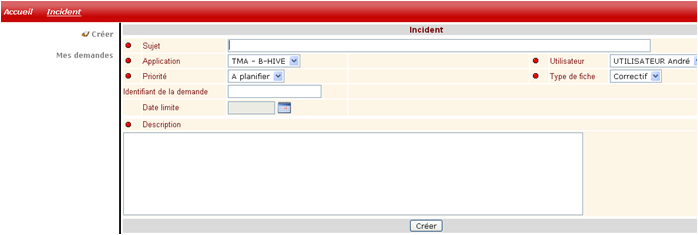 Accueil Incident
Créer
Mes demandes
Incident
Sujet
Application TMA - B-HIVE Utilisateur UTILISATEUR André
Priorité A planifier Type de fiche Correctif
Identifiant de la demande
Date limite
Description
Créer